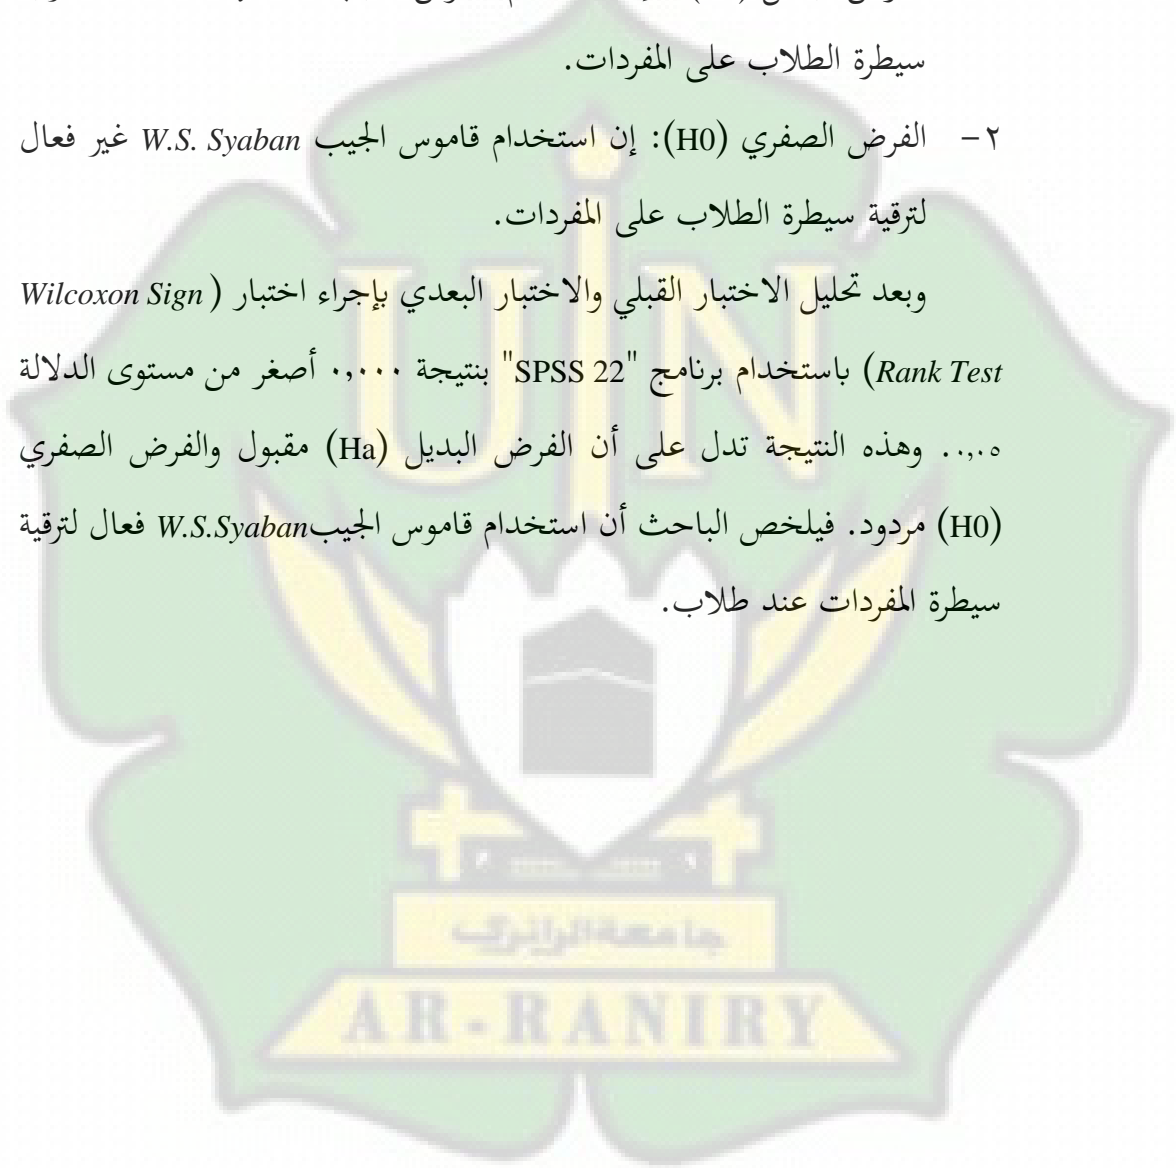 سيطرة الطلاب على المفردات.
٢- الفرض الصفري (H0): إن استخدام قاموس الجيب W.S. Syaban غير فعال
لترقية سيطرة الطلاب على المفردات.
وبعد تحليل الاختبار القبلي والاختبار البعدي بإجراء اختبار (Wilcoxon Sign
Rank Test) باستخدام برنامج "SPSS 22" بنتيجة ٠,٠٠٠ أصغر من مستوى الدلالة
٠,٠٥. وهذه النتيجة تدل على أن الفرض البديل (Ha) مقبول والفرض الصفري
(H0) مردود. فيلخص الباحث أن استخدام قاموس الجيبW.S.Syaban فعال لترقية
سيطرة المفردات عند طلاب.
UIN
جامعة الرانري
AR-RANIRY